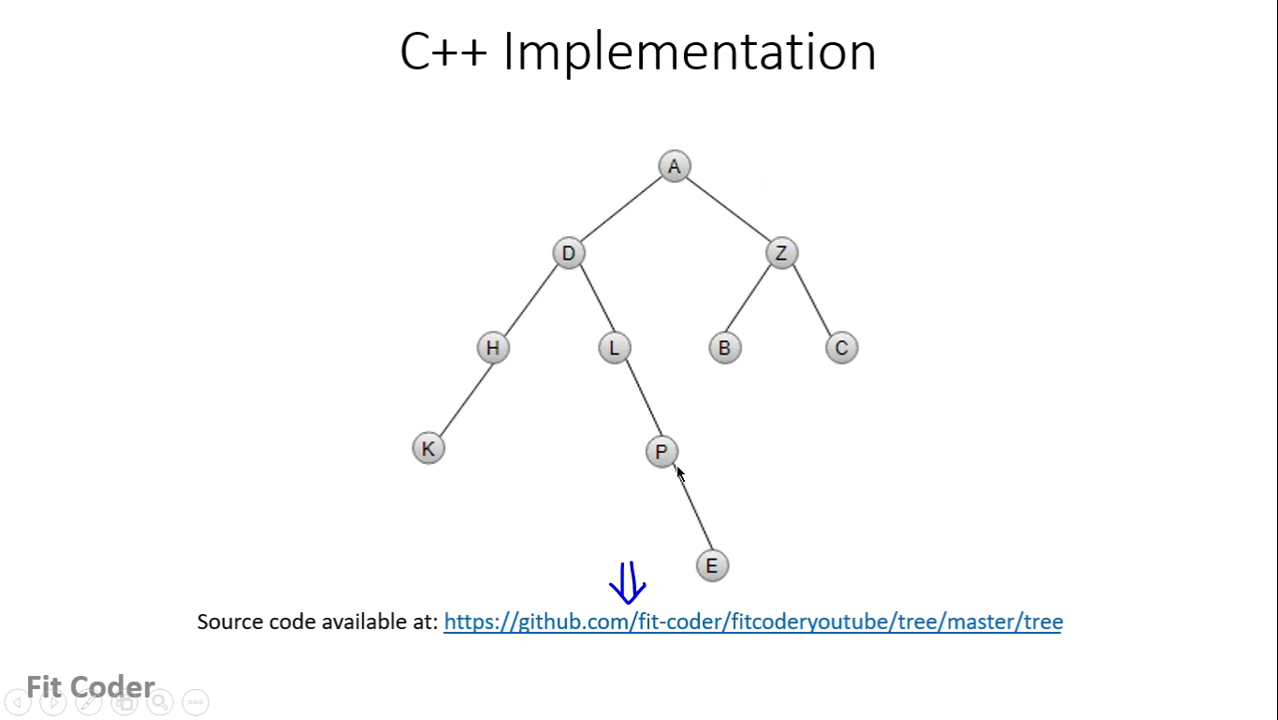 C++ Implementation
A
D Z
H L B C
K P
E
Source code available at: https://github.com/fit-coder/fitcoderyoutube/tree/master/tree
Fit Coder